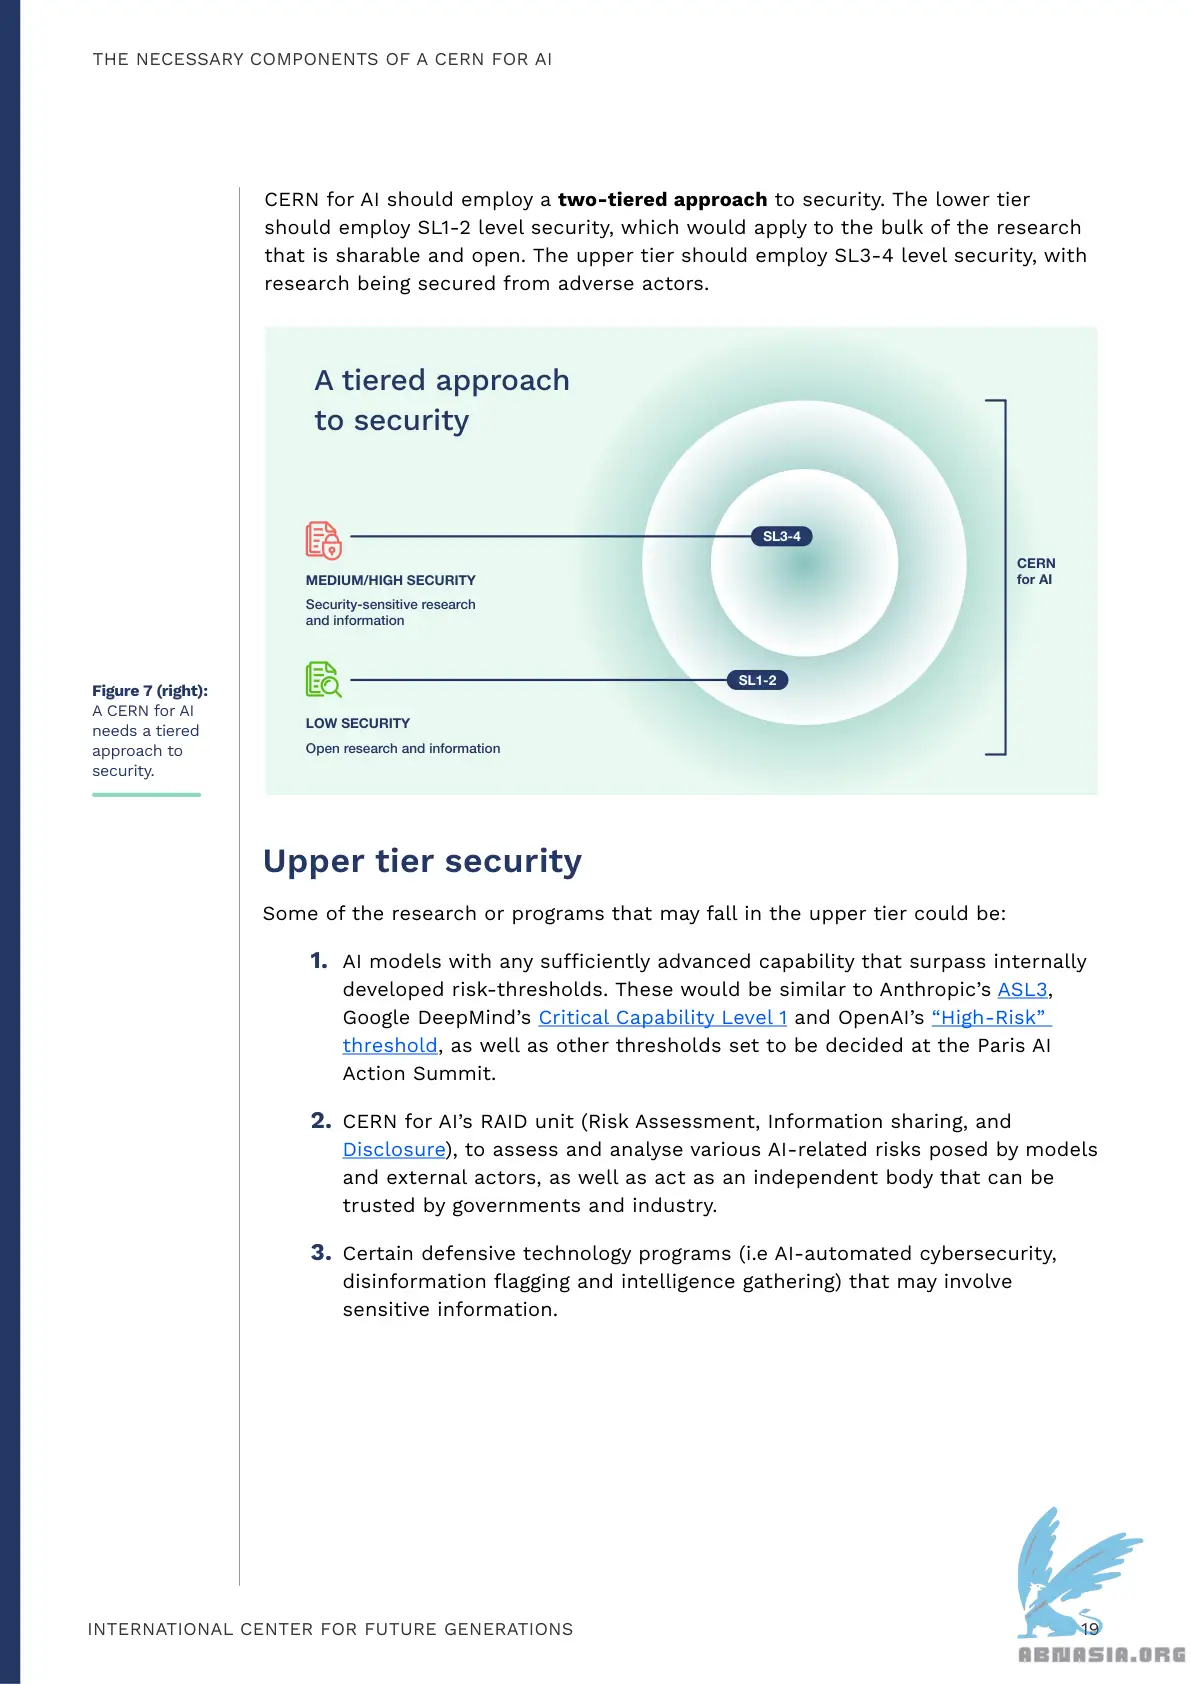 THE NECESSARY COMPONENTS OF A CERN FOR AI
CERN for AI should employ a two-tiered approach to security. The lower tier
should employ SL1-2 level security, which would apply to the bulk of the research
that is sharable and open. The upper tier should employ SL3-4 level security, with
research being secured from adverse actors.
A tiered approach
to security
SL3-4
MEDIUM/HIGH SECURITY
Security-sensitive research
and information
CERN
for AI
SL1-2
LOW SECURITY
Open research and information
Figure 7 (right):
A CERN for AI
needs a tiered
approach to
security.
Upper tier security
Some of the research or programs that may fall in the upper tier could be:
1. AI models with any sufficiently advanced capability that surpass internally
developed risk-thresholds. These would be similar to Anthropic’s ASL3,
Google DeepMind’s Critical Capability Level 1 and OpenAI’s “High-Risk”
threshold, as well as other thresholds set to be decided at the Paris AI
Action Summit.
2. CERN for AI’s RAID unit (Risk Assessment, Information sharing, and
Disclosure), to assess and analyse various AI-related risks posed by models
and external actors, as well as act as an independent body that can be
trusted by governments and industry.
3. Certain defensive technology programs (i.e AI-automated cybersecurity,
disinformation flagging and intelligence gathering) that may involve
sensitive information.
INTERNATIONAL CENTER FOR FUTURE GENERATIONS
19
ABNASIA.ORG